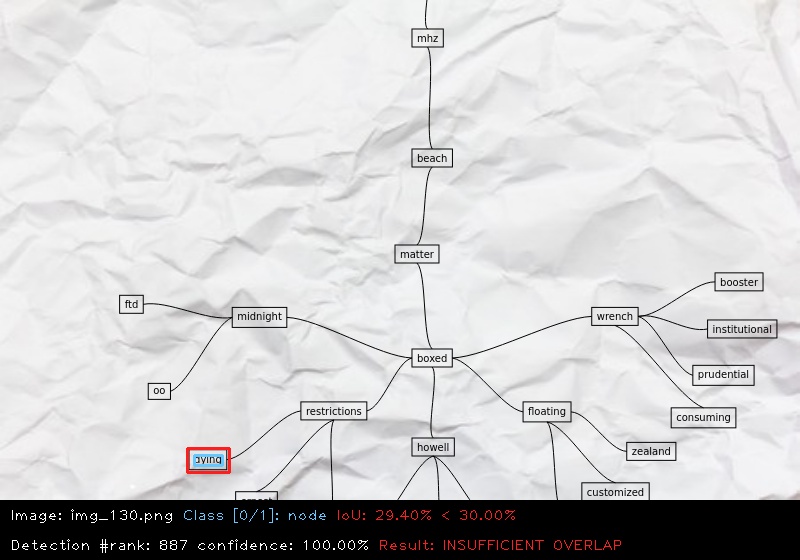 mhz
beach
matter
booster
ftd
midnight
wrench
institutional
boxed
prudential
oo
restrictions
floating
consuming
howell
zealand
customized
Image: img_130.png Class [0/1]: node IoU: 29.40% < 30.00%
Detection #rank: 887 confidence: 100.00% Result: INSUFFICIENT OVERLAP